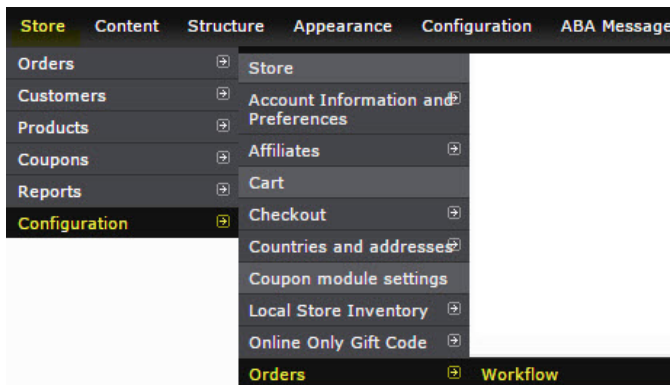 Store Content Structure Appearance Configuration ABA Message
Orders
Customers
Products
Coupons
Reports
Configuration
Store
Account Information and
Preferences
Affiliates
Cart
Checkout
Countries and addresses
Coupon module settings
Local Store Inventory
Online Only Gift Code
Orders
Workflow